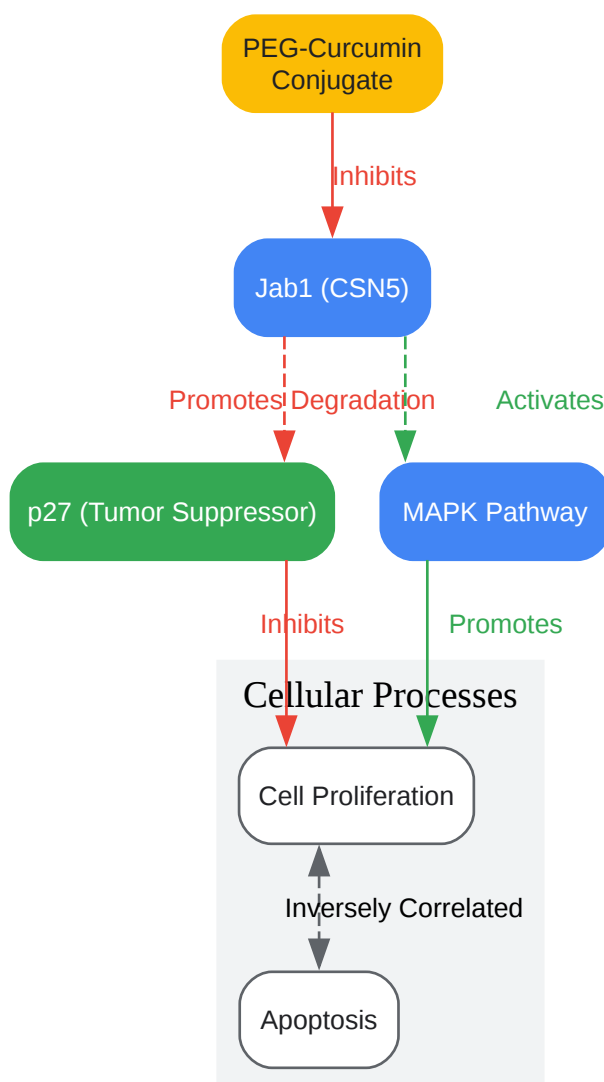 PEG-Curcumin
Conjugate
Inhibits
Jab1 (CSN5)
Promotes Degradation
Activates
p27 (Tumor Suppressor)
MAPK Pathway
Inhibits
Promotes
Cellular Processes
Cell Proliferation
Inversely Correlated
Apoptosis